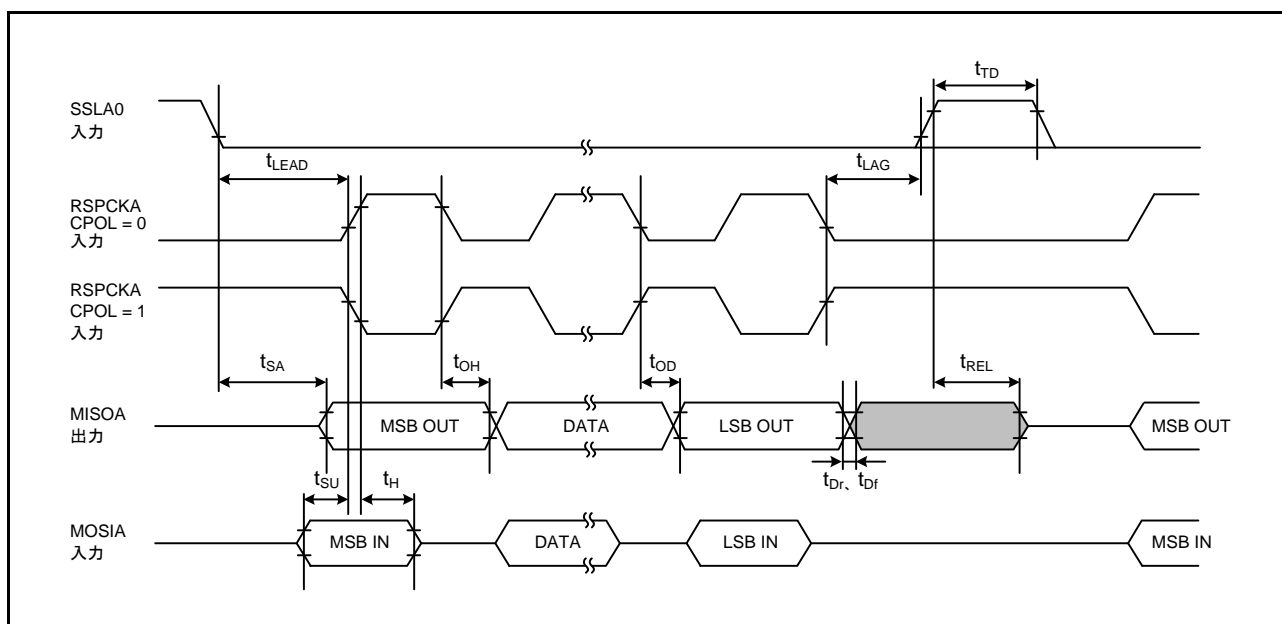 tTD
SSLA0
入力
tLEAD
tLAG
RSPCKA
CPOL = 0
入力
RSPCKA
CPOL = 1
入力
tSA
tOH
tOD
tREL
MISOA
出力
MSB OUT
DATA
LSB OUT
MSB OUT
tSU
tH
tDr、tDf
MOSIA
入力
MSB IN
DATA
LSB IN
MSB IN